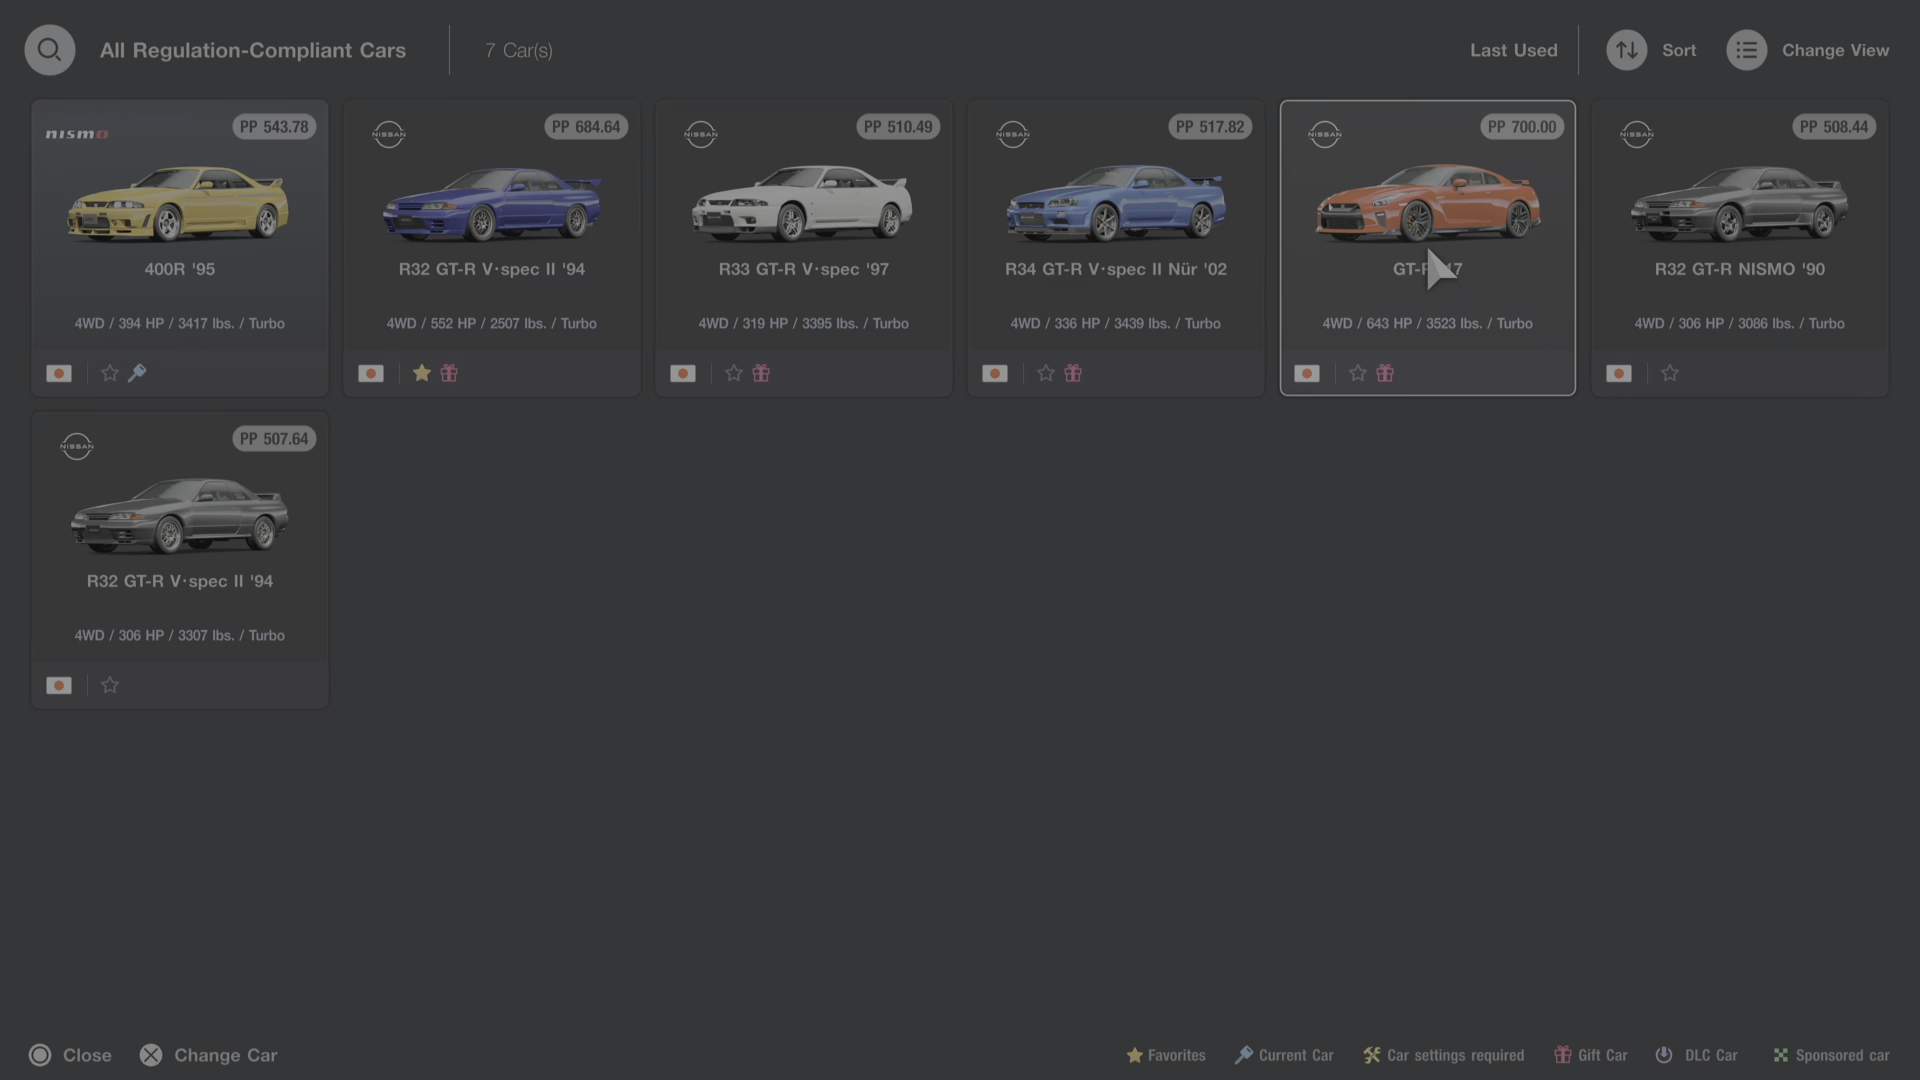 All Regulation-Compliant Cars
7 Car(s)
Last Used
Sort
Change View
nismo
PP 543.78
400R '95
4WD / 394 HP / 3417 lbs. / Turbo
NISSAN
PP 684.64
R32 GT-R V·spec II '94
4WD / 552 HP / 2507 lbs. / Turbo
NISSAN
PP 510.49
R33 GT-R V·spec '97
4WD / 319 HP / 3395 lbs. / Turbo
NISSAN
PP 517.82
R34 GT-R V·spec II Nür '02
4WD / 336 HP / 3439 lbs. / Turbo
NISSAN
PP 700.00
GT-R '17
4WD / 643 HP / 3523 lbs. / Turbo
NISSAN
PP 508.44
R32 GT-R NISMO '90
4WD / 306 HP / 3086 lbs. / Turbo
NISSAN
PP 507.64
R32 GT-R V·spec II '94
4WD / 306 HP / 3307 lbs. / Turbo
Close
Change Car
Favorites
Current Car
Car settings required
Gift Car
DLC Car
Sponsored car